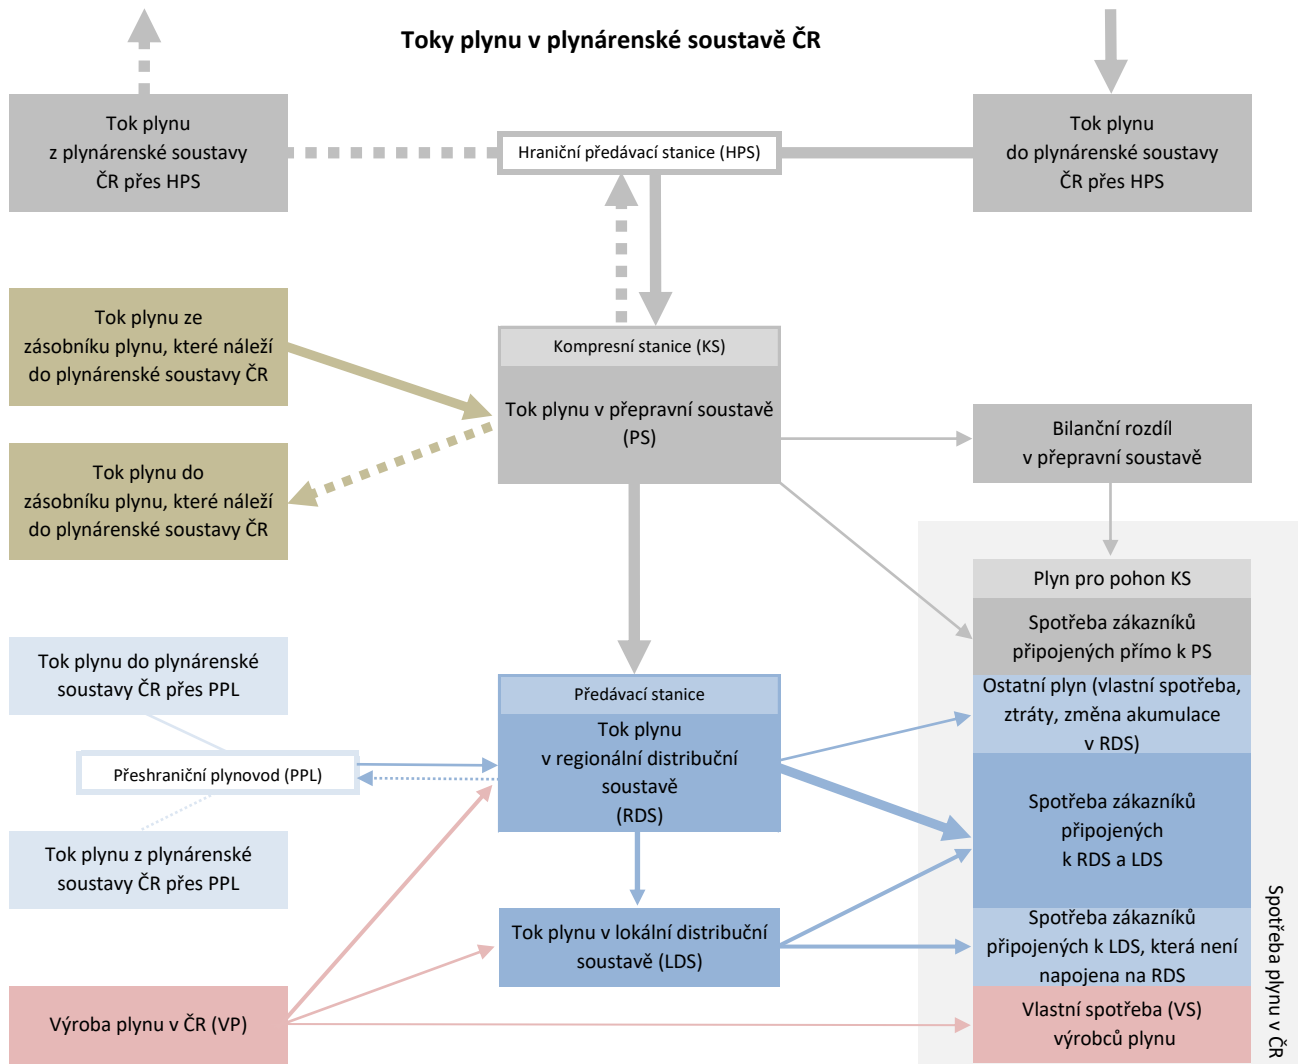 Toky plynu v plynárenské soustavě ČR
Tok plynu
z plynárenské soustavy
ČR přes HPS
Hraniční předávací stanice (HPS)
Tok plynu
do plynárenské soustavy
ČR přes HPS
Tok plynu ze
zásobníku plynu, které náleží
do plynárenské soustavy ČR
Kompresní stanice (KS)
Tok plynu v přepravní soustavě
(PS)
Bilanční rozdíl
v přepravní soustavě
Tok plynu do
zásobníku plynu, které náleží
do plynárenské soustavy ČR
Plyn pro pohon KS
Spotřeba zákazníků
připojených přímo k PS
Tok plynu do plynárenské
soustavy ČR přes PPL
Předávací stanice
Tok plynu
v regionální distribuční
soustavě
(RDS)
Ostatní plyn (vlastní spotřeba,
ztráty, změna akumulace
v RDS)
Přeshraniční plynovod (PPL)
Spotřeba zákazníků
připojených
k RDS a LDS
Tok plynu z plynárenské
soustavy ČR přes PPL
Tok plynu v lokální distribuční
soustavě (LDS)
Spotřeba zákazníků
připojených k LDS, která není
napojena na RDS
Výroba plynu v ČR (VP)
Vlastní spotřeba (VS)
výrobců plynu
Spotřeba plynu v ČR